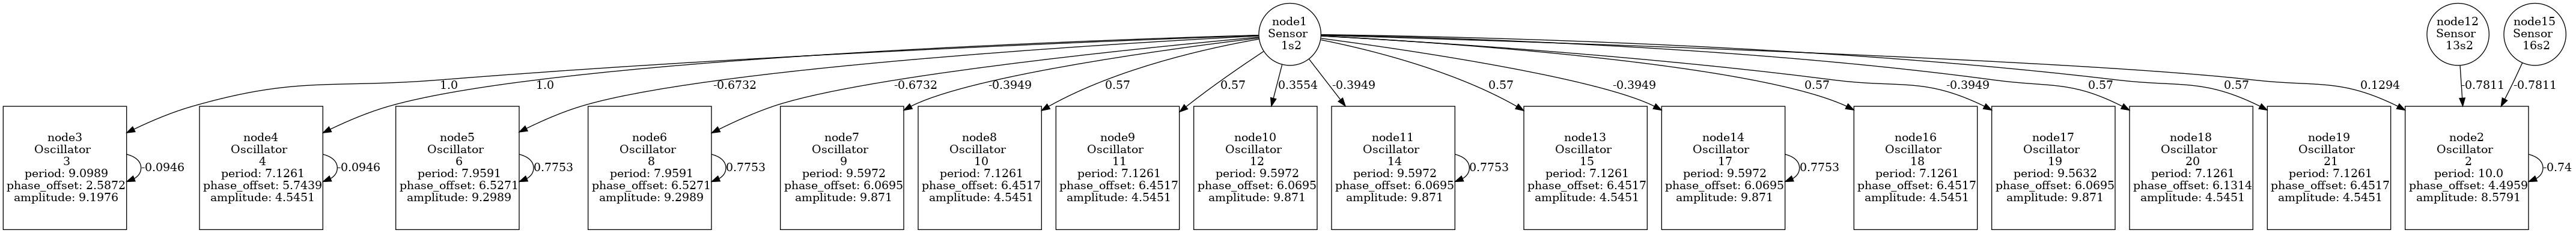 node1
Sensor
1s2
node12
Sensor
13s2
node15
Sensor
16s2
1.0
1.0
-0.6732
-0.6732
-0.3949
0.57
0.57
0.3554
-0.3949
0.57
-0.3949
0.57
-0.3949
0.57
0.57
0.1294
-0.7811
-0.7811
node3
Oscillator
3
period: 9.0989
phase_offset: 2.5872
amplitude: 9.1976
-0.0946
node4
Oscillator
4
period: 7.1261
phase_offset: 5.7439
amplitude: 4.5451
-0.0946
node5
Oscillator
6
period: 7.9591
phase_offset: 6.5271
amplitude: 9.2989
0.7753
node6
Oscillator
8
period: 7.9591
phase_offset: 6.5271
amplitude: 9.2989
0.7753
node7
Oscillator
9
period: 9.5972
phase_offset: 6.0695
amplitude: 9.871
node8
Oscillator
10
period: 7.1261
phase_offset: 6.4517
amplitude: 4.5451
node9
Oscillator
11
period: 7.1261
phase_offset: 6.4517
amplitude: 4.5451
node10
Oscillator
12
period: 9.5972
phase_offset: 6.0695
amplitude: 9.871
node11
Oscillator
14
period: 9.5972
phase_offset: 6.0695
amplitude: 9.871
0.7753
node13
Oscillator
15
period: 7.1261
phase_offset: 6.4517
amplitude: 4.5451
node14
Oscillator
17
period: 9.5972
phase_offset: 6.0695
amplitude: 9.871
0.7753
node16
Oscillator
18
period: 7.1261
phase_offset: 6.4517
amplitude: 4.5451
node17
Oscillator
19
period: 9.5632
phase_offset: 6.0695
amplitude: 9.871
node18
Oscillator
20
period: 7.1261
phase_offset: 6.1314
amplitude: 4.5451
node19
Oscillator
21
period: 7.1261
phase_offset: 6.4517
amplitude: 4.5451
node2
Oscillator
2
period: 10.0
phase_offset: 4.4959
amplitude: 8.5791
-0.74